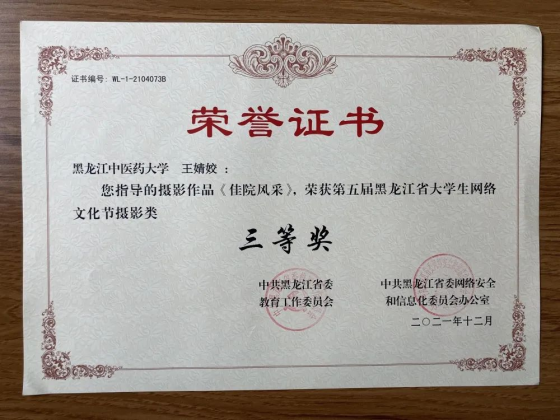 证书编号：WL-1-2104073B
荣誉证书
黑龙江中医药大学 王婧姣：
您指导的摄影作品《佳院风采》，荣获第五届黑龙江省大学生网络
文化节摄影类
三等奖
中共黑龙江省委 中共黑龙江省委网络安全
教育工作委员会 和信息化委员会办公室
二〇二一年十二月